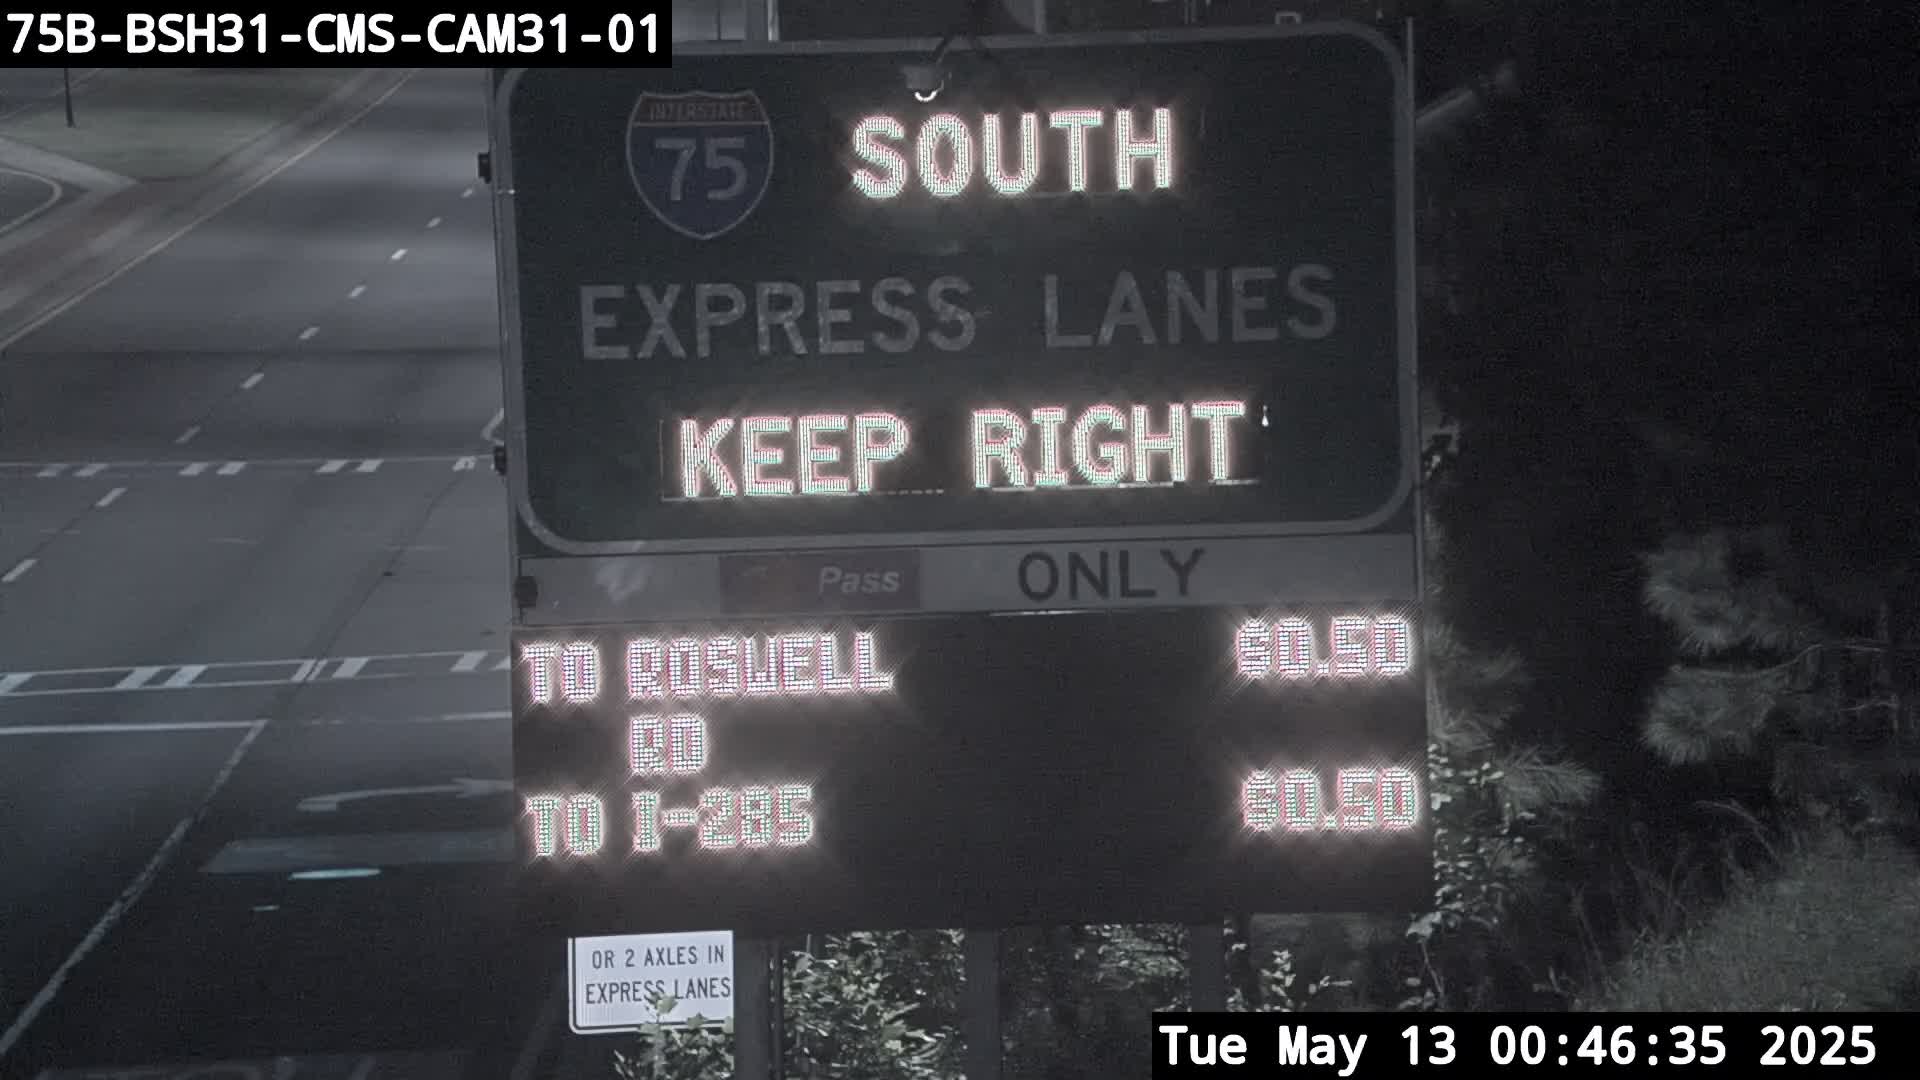 75B-BSH31-CMS-CAM31-01
INTERSTATE
75
SOUTH
EXPRESS LANES
KEEP RIGHT
Pass ONLY
TO ROSWELL $0.50
RD
TO I-285 $0.50
OR 2 AXLES IN
EXPRESS LANES
Tue May 13 00:46:35 2025